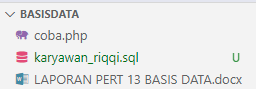 BASISDATA
coba.php
karyawan_riqqi.sql U
LAPORAN PERT 13 BASIS DATA.docx